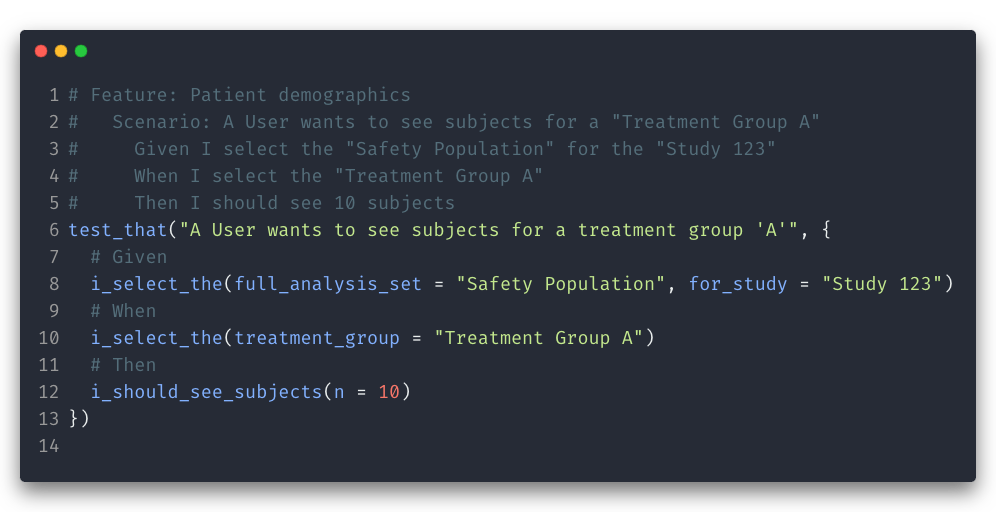 1 # Feature: Patient demographics
2 #   Scenario: A User wants to see subjects for a "Treatment Group A"
3 #     Given I select the "Safety Population" for the "Study 123"
4 #     When I select the "Treatment Group A"
5 #     Then I should see 10 subjects
6 test_that("A User wants to see subjects for a treatment group 'A'", {
7   # Given
8   i_select_the(full_analysis_set = "Safety Population", for_study = "Study 123")
9   # When
10   i_select_the(treatment_group = "Treatment Group A")
11   # Then
12   i_should_see_subjects(n = 10)
13 })
14